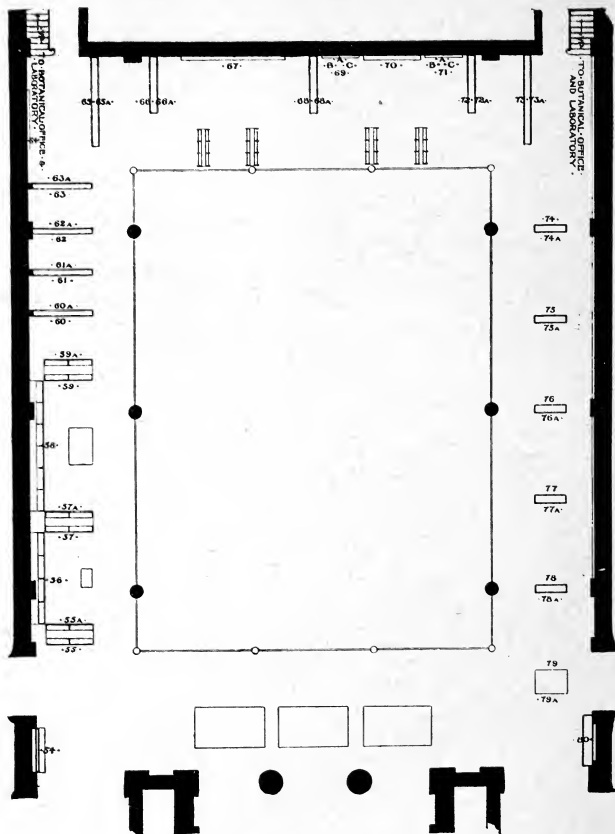 TO·BOTANICAL·OFFICE·&
LABORATORY
·TO·BOTANICAL·OFFICE·
AND LABORATORY·
·67·
·A·
B··C·
69·
·70·
·A·
B··C·
·71·
65·65A·
·66·66A·
·68·68A·
72·72A·
73·73A·
·63A·
·63·
·62A·
·62·
·61A·
·61·
·60A·
·60·
·59A·
·59·
·58·
·57A·
·57·
·56·
·55A·
·55·
·54·
·74·
·74A·
75
75A
76
76A
77
77A
78
·78A·
79
·79A
·80·